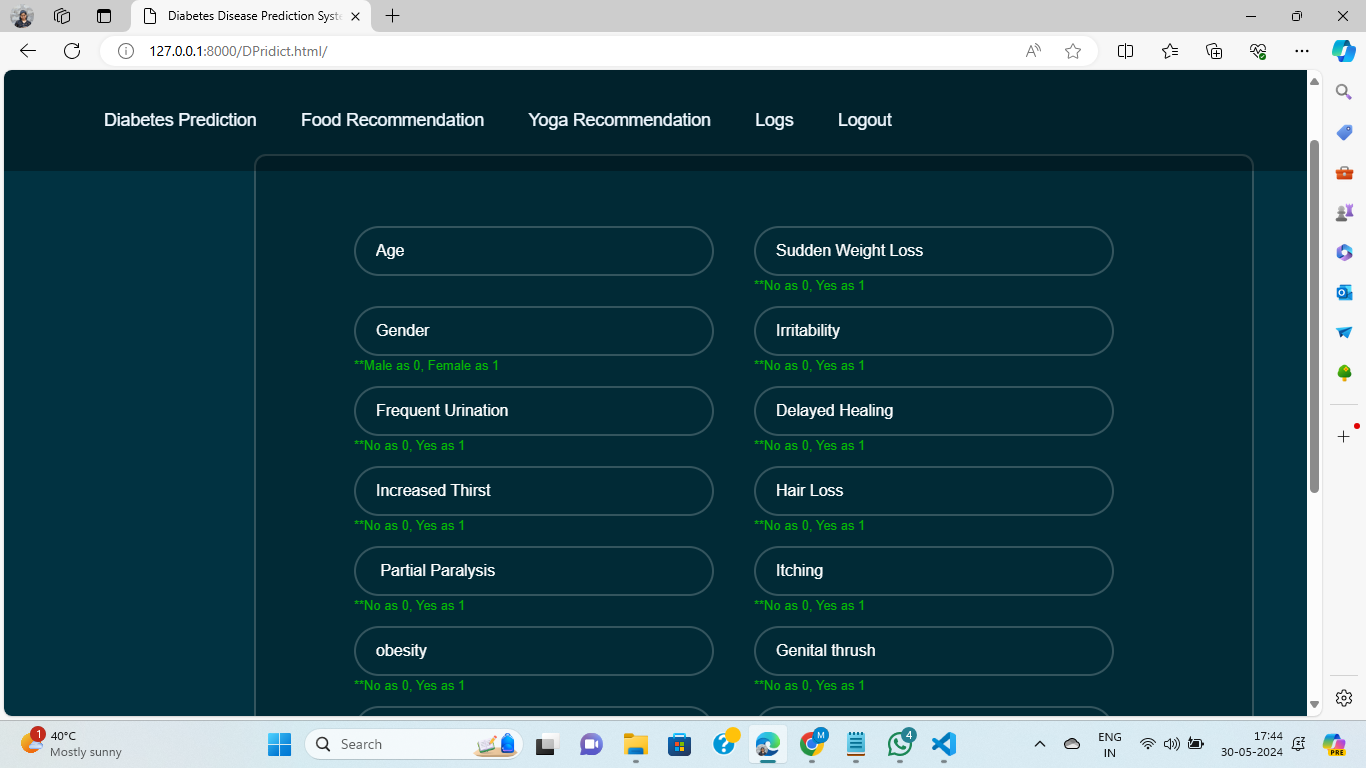 Diabetes Disease Prediction Syste
127.0.0.1:8000/DPridict.html/
Diabetes Prediction Food Recommendation Yoga Recommendation Logs Logout
Age Sudden Weight Loss
**No as 0, Yes as 1
Gender Irritability
**Male as 0, Female as 1 **No as 0, Yes as 1
Frequent Urination Delayed Healing
**No as 0, Yes as 1 **No as 0, Yes as 1
Increased Thirst Hair Loss
**No as 0, Yes as 1 **No as 0, Yes as 1
Partial Paralysis Itching
**No as 0, Yes as 1 **No as 0, Yes as 1
obesity Genital thrush
**No as 0, Yes as 1 **No as 0, Yes as 1
1 40°C Search M 4 ENG 17:44 PRE
Mostly sunny IN 30-05-2024